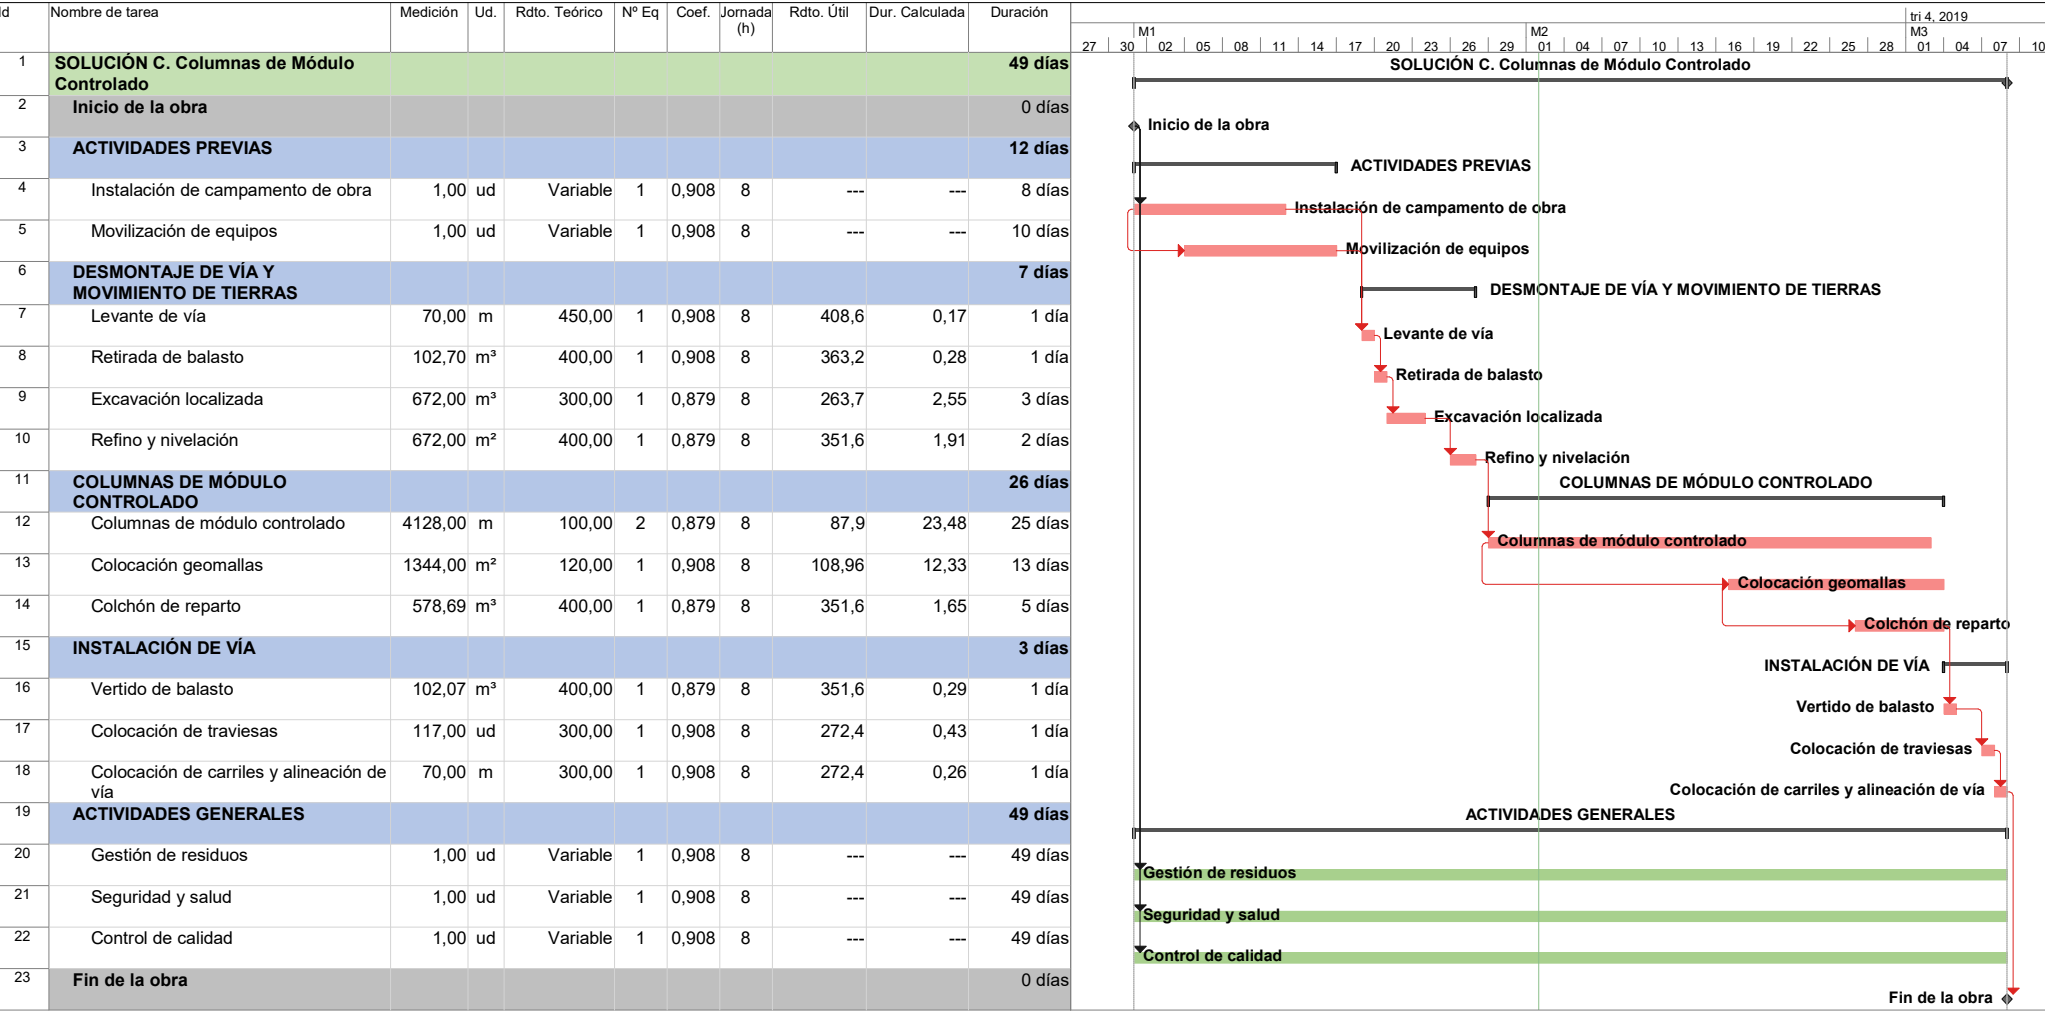 Id Nombre de tarea Medición Ud. Rdto. Teórico Nº Eq Coef. Jornada (h) Rdto. Útil Dur. Calculada Duración
tri 4, 2019
M1 M2 M3
27 30 02 05 08 11 14 17 20 23 26 29 01 04 07 10 13 16 19 22 25 28 01 04 07 10
1 SOLUCIÓN C. Columnas de Módulo Controlado 49 días SOLUCIÓN C. Columnas de Módulo Controlado
2 Inicio de la obra 0 días Inicio de la obra
3 ACTIVIDADES PREVIAS 12 días ACTIVIDADES PREVIAS
4 Instalación de campamento de obra 1,00 ud Variable 1 0,908 8 --- --- 8 días Instalación de campamento de obra
5 Movilización de equipos 1,00 ud Variable 1 0,908 8 --- --- 10 días Movilización de equipos
6 DESMONTAJE DE VÍA Y MOVIMIENTO DE TIERRAS 7 días DESMONTAJE DE VÍA Y MOVIMIENTO DE TIERRAS
7 Levante de vía 70,00 m 450,00 1 0,908 8 408,6 0,17 1 día Levante de vía
8 Retirada de balasto 102,70 m³ 400,00 1 0,908 8 363,2 0,28 1 día Retirada de balasto
9 Excavación localizada 672,00 m³ 300,00 1 0,879 8 263,7 2,55 3 días Excavación localizada
10 Refino y nivelación 672,00 m² 400,00 1 0,879 8 351,6 1,91 2 días Refino y nivelación
11 COLUMNAS DE MÓDULO CONTROLADO 26 días COLUMNAS DE MÓDULO CONTROLADO
12 Columnas de módulo controlado 4128,00 m 100,00 2 0,879 8 87,9 23,48 25 días Columnas de módulo controlado
13 Colocación geomallas 1344,00 m² 120,00 1 0,908 8 108,96 12,33 13 días Colocación geomallas
14 Colchón de reparto 578,69 m³ 400,00 1 0,879 8 351,6 1,65 5 días Colchón de reparto
15 INSTALACIÓN DE VÍA 3 días INSTALACIÓN DE VÍA
16 Vertido de balasto 102,07 m³ 400,00 1 0,879 8 351,6 0,29 1 día Vertido de balasto
17 Colocación de traviesas 117,00 ud 300,00 1 0,908 8 272,4 0,43 1 día Colocación de traviesas
18 Colocación de carriles y alineación de vía 70,00 m 300,00 1 0,908 8 272,4 0,26 1 día Colocación de carriles y alineación de vía
19 ACTIVIDADES GENERALES 49 días ACTIVIDADES GENERALES
20 Gestión de residuos 1,00 ud Variable 1 0,908 8 --- --- 49 días Gestión de residuos
21 Seguridad y salud 1,00 ud Variable 1 0,908 8 --- --- 49 días Seguridad y salud
22 Control de calidad 1,00 ud Variable 1 0,908 8 --- --- 49 días Control de calidad
23 Fin de la obra 0 días Fin de la obra